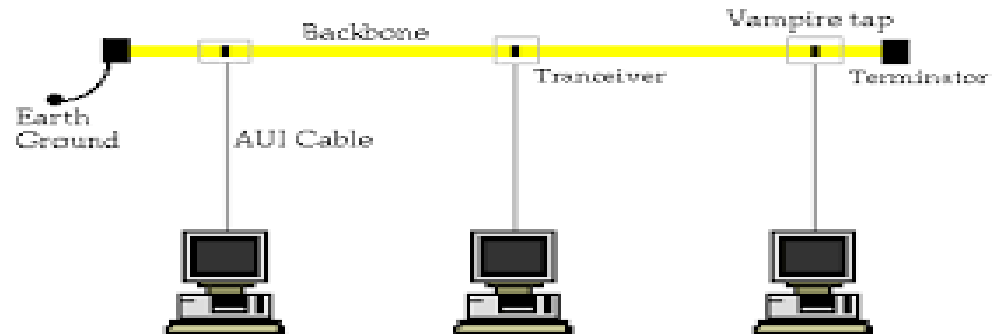 Vampire tap
Backbone
Tranceiver
Terminator
Earth
Ground
AUI Cable